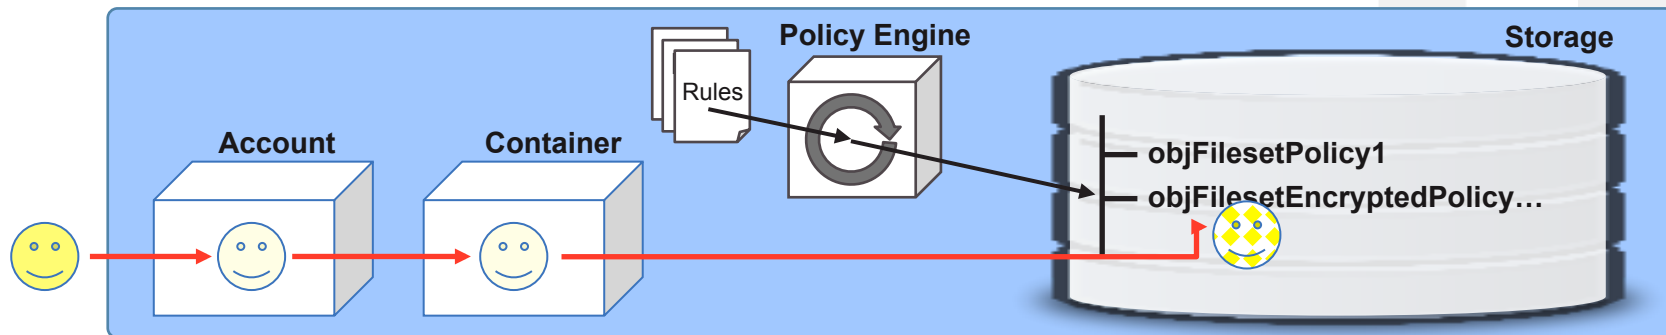 Policy Engine
Storage
Rules
Account
Container
objFilesetPolicy1
objFilesetEncryptedPolicy…